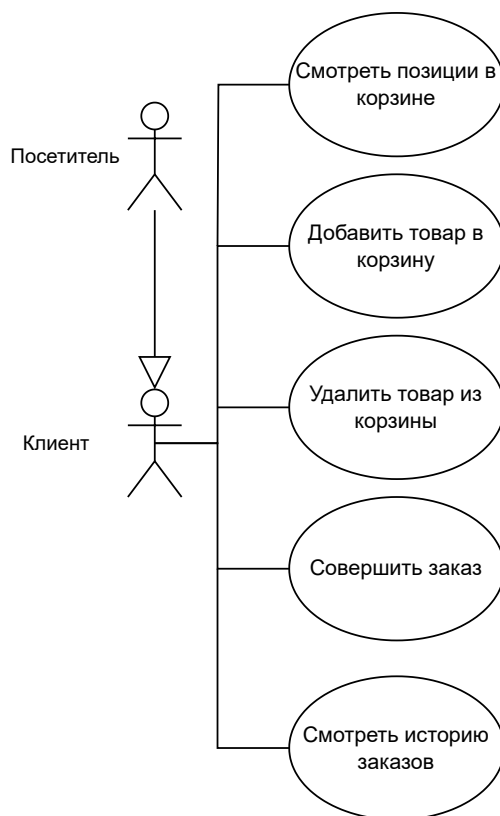 Смотреть позиции в
корзине
Посетитель
Добавить товар в
корзину
Удалить товар из
корзины
Клиент
Совершить заказ
Смотреть историю
заказов